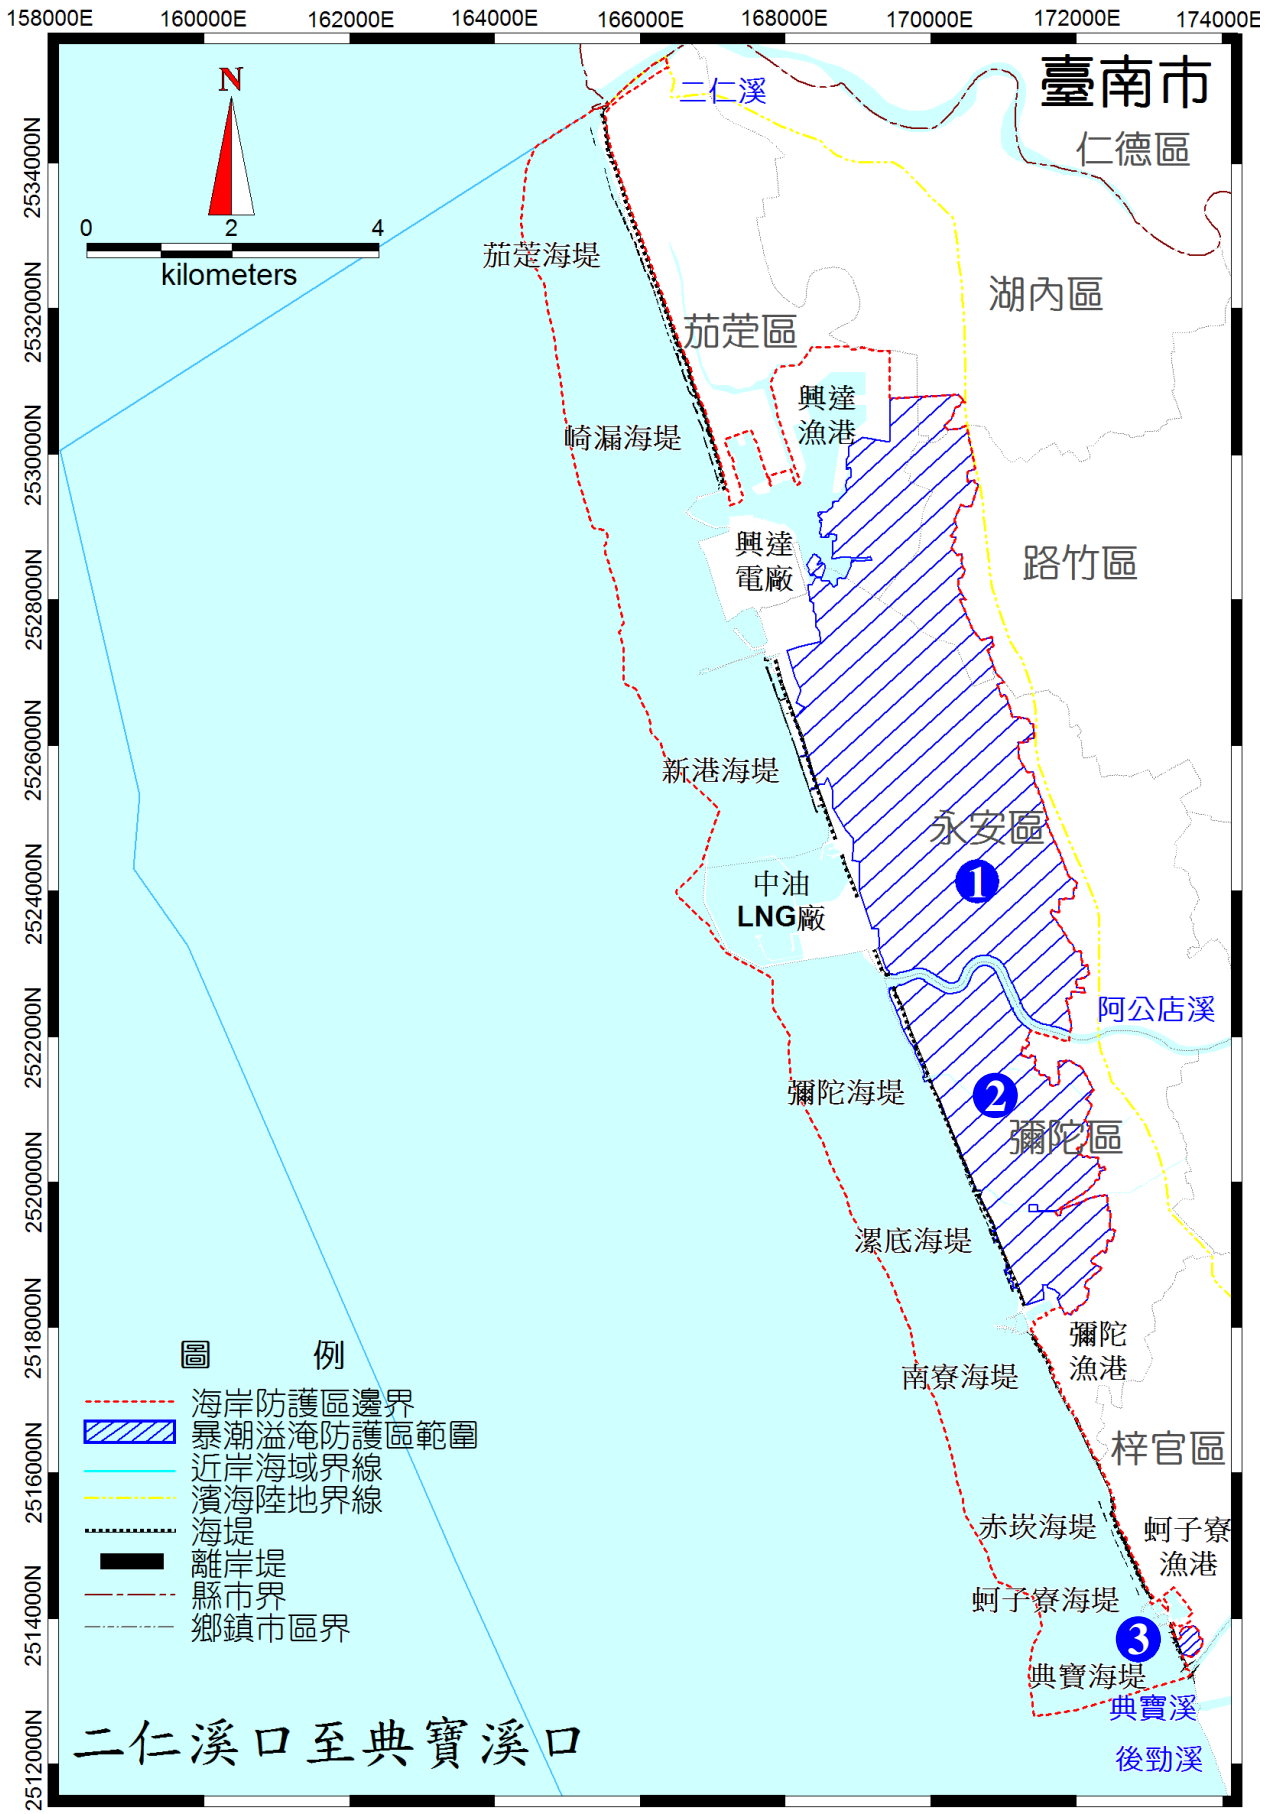 158000E 160000E 162000E 164000E 166000E 168000E 170000E 172000E 174000E
臺南市
N
二仁溪
仁德區
2534000N
0 2 4
kilometers
茄萣海堤
湖內區
2532000N
茄萣區
興達
漁港
崎漏海堤
2530000N
興達
電廠
路竹區
2528000N
新港海堤
2526000N
永安區
中油
LNG廠
1
2524000N
阿公店溪
2522000N
彌陀海堤
2
彌陀區
2520000N
漯底海堤
2518000N
彌陀
漁港
南寮海堤
圖 例
海岸防護區邊界
暴潮溢淹防護區範圍
近岸海域界線
濱海陸地界線
海堤
離岸堤
縣市界
鄉鎮市區界
梓官區
2516000N
赤崁海堤
蚵子寮
漁港
蚵子寮海堤
2514000N
3
典寶海堤
典寶溪
二仁溪口至典寶溪口
後勁溪
2512000N